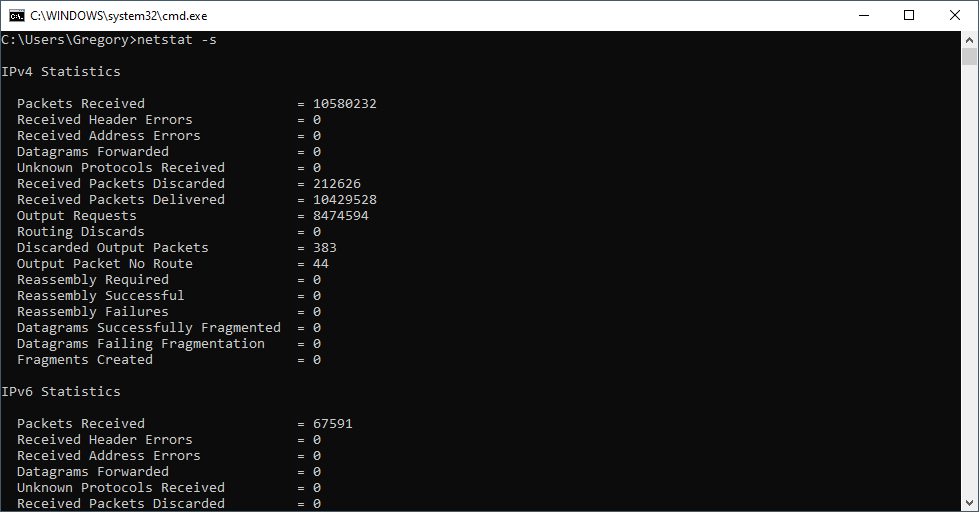 C:\WINDOWS\system32\cmd.exe
C:\Users\Gregory>netstat -s
IPv4 Statistics
Packets Received = 10580232
Received Header Errors = 0
Received Address Errors = 0
Datagrams Forwarded = 0
Unknown Protocols Received = 0
Received Packets Discarded = 212626
Received Packets Delivered = 10429528
Output Requests = 8474594
Routing Discards = 0
Discarded Output Packets = 383
Output Packet No Route = 44
Reassembly Required = 0
Reassembly Successful = 0
Reassembly Failures = 0
Datagrams Successfully Fragmented = 0
Datagrams Failing Fragmentation = 0
Fragments Created = 0
IPv6 Statistics
Packets Received = 67591
Received Header Errors = 0
Received Address Errors = 0
Datagrams Forwarded = 0
Unknown Protocols Received = 0
Received Packets Discarded = 0